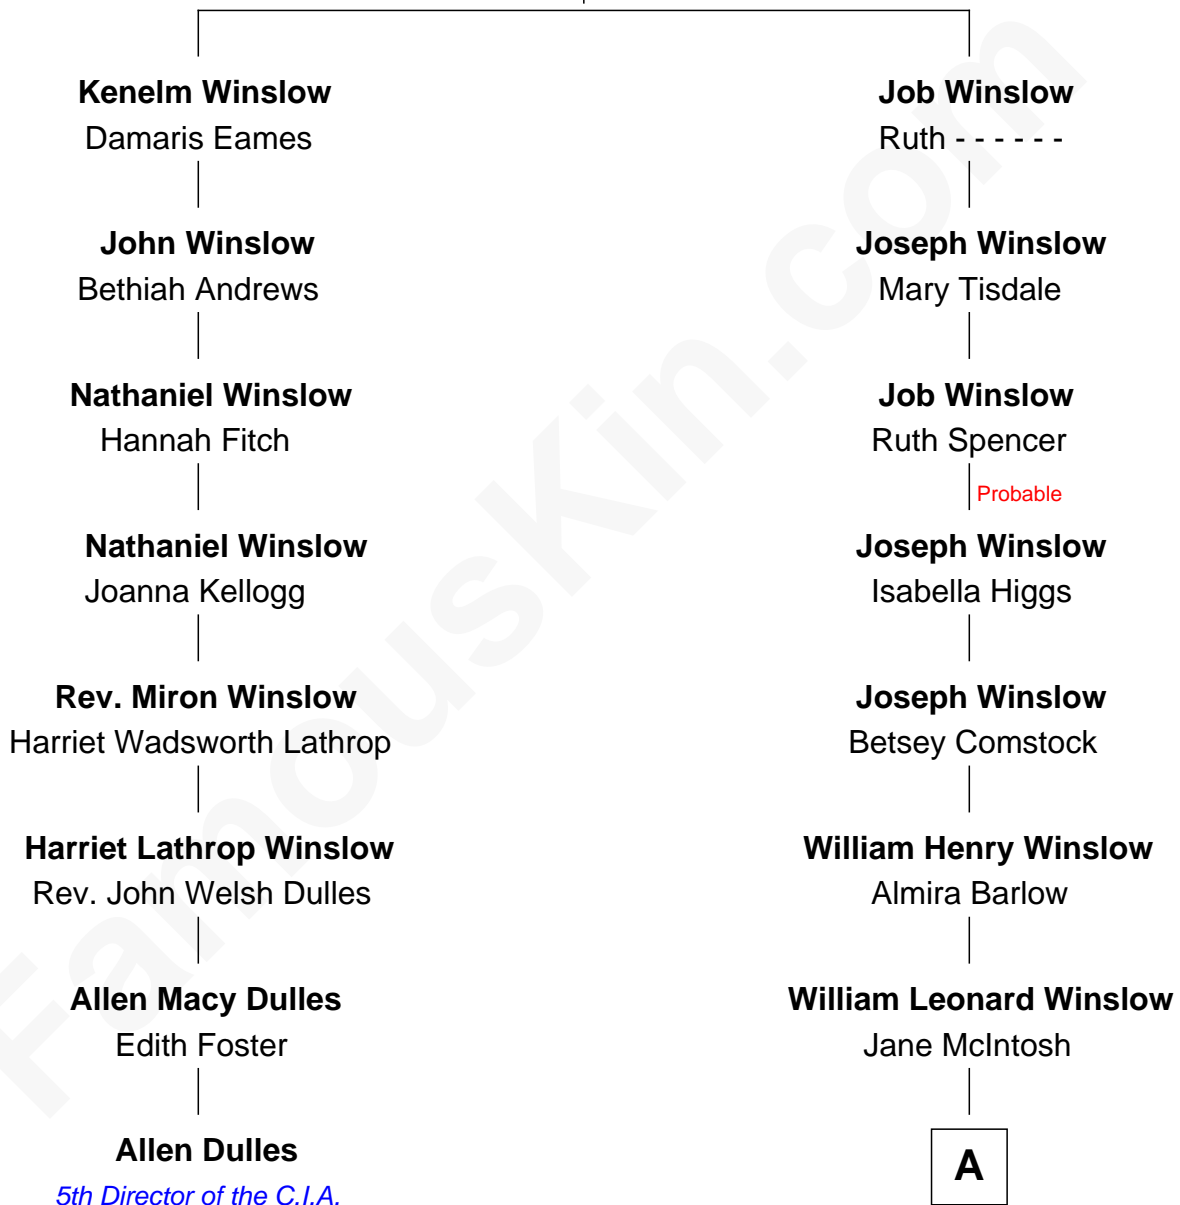 Kenelm Winslow
Damaris Eames
John Winslow
Bethiah Andrews
Nathaniel Winslow
Hannah Fitch
Nathaniel Winslow
Joanna Kellogg
Rev. Miron Winslow
Harriet Wadsworth Lathrop
Harriet Lathrop Winslow
Rev. John Welsh Dulles
Allen Macy Dulles
Edith Foster
Allen Dulles
5th Director of the C.I.A.
Job Winslow
Ruth - - - - - -
Joseph Winslow
Mary Tisdale
Job Winslow
Ruth Spencer
Probable
Joseph Winslow
Isabella Higgs
Joseph Winslow
Betsey Comstock
William Henry Winslow
Almira Barlow
William Leonard Winslow
Jane McIntosh
A
FamousKin.com